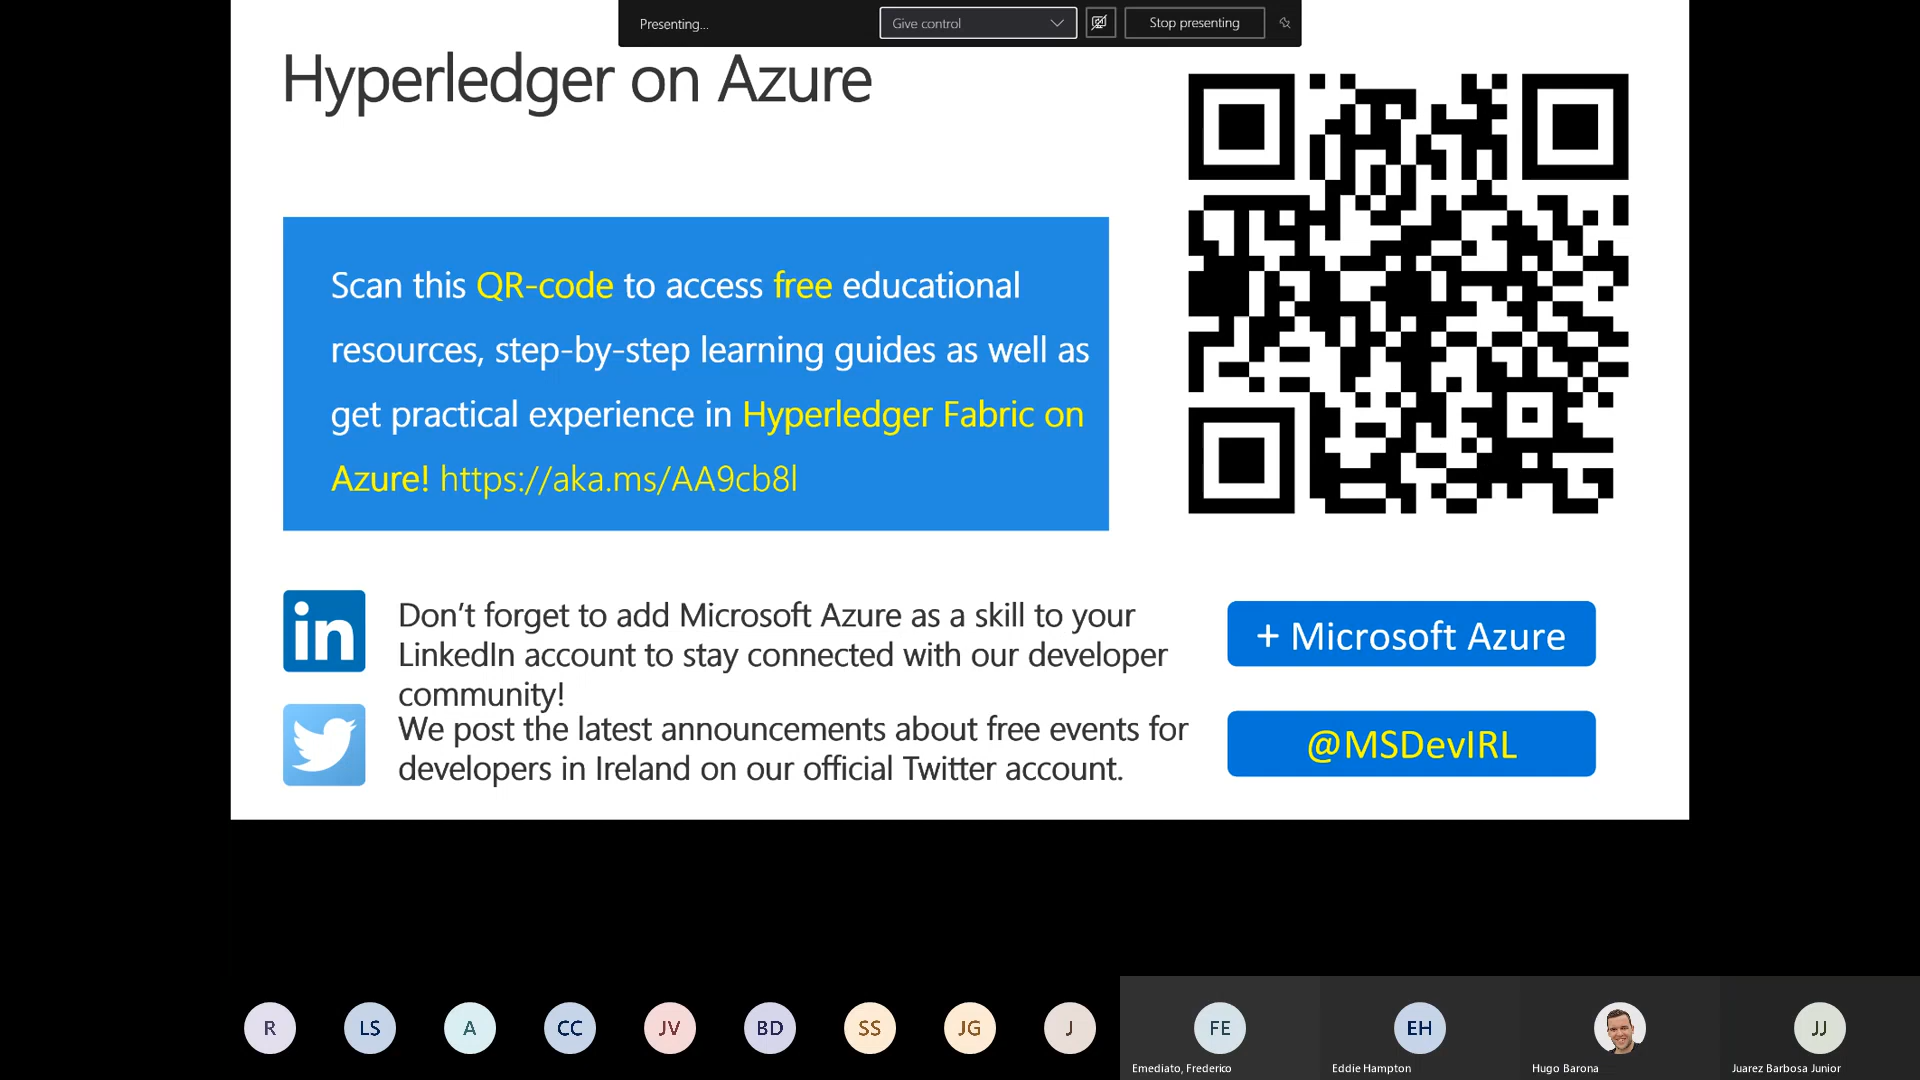 Presenting...
Give control
Stop presenting
Hyperledger on Azure
Scan this QR-code to access free educational
resources, step-by-step learning guides as well as
get practical experience in Hyperledger Fabric on
Azure! https://aka.ms/AA9cb8l
in
Don’t forget to add Microsoft Azure as a skill to your
LinkedIn account to stay connected with our developer
community!
+ Microsoft Azure
We post the latest announcements about free events for
developers in Ireland on our official Twitter account.
@MSDevIRL
R
LS
A
CC
JV
BD
SS
JG
J
FE
EH
JJ
Emediato, Frederico
Eddie Hampton
Hugo Barona
Juarez Barbosa Junior